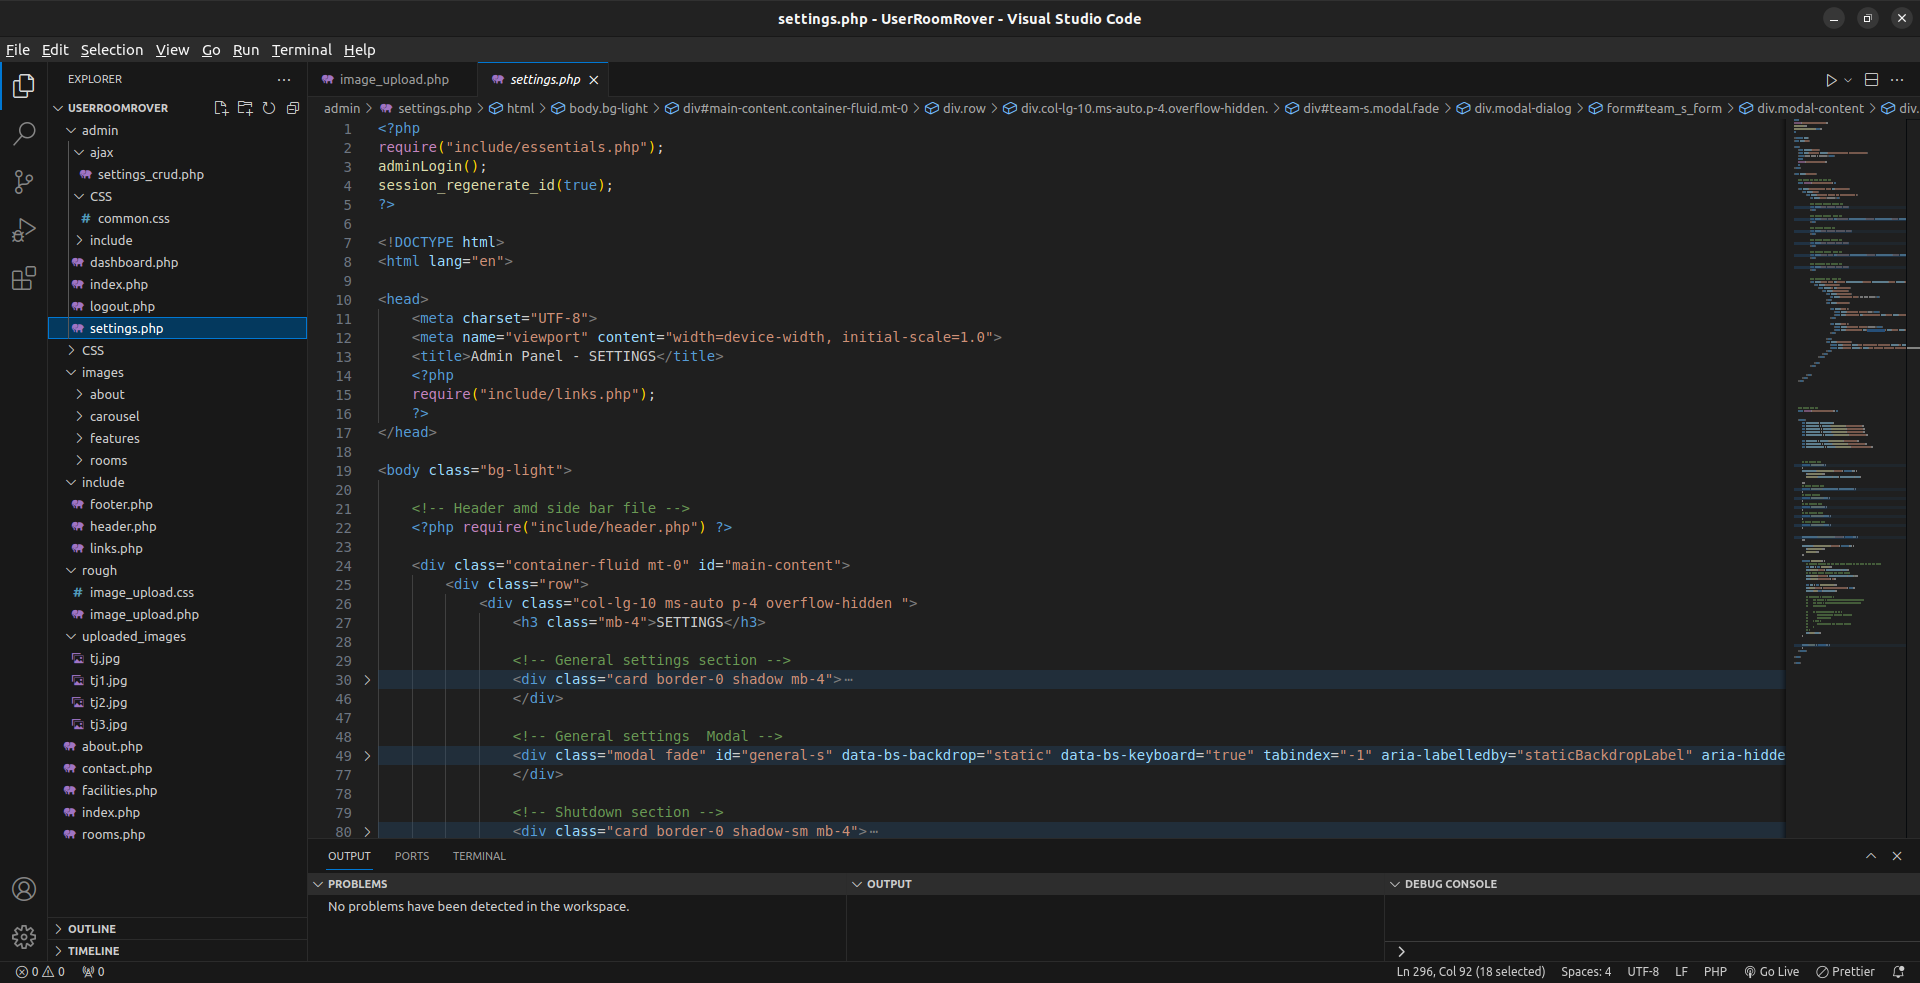 settings.php - UserRoomRover - Visual Studio Code
File Edit Selection View Go Run Terminal Help
EXPLORER
USERROOMROVER
admin
ajax
settings_crud.php
CSS
common.css
include
dashboard.php
index.php
logout.php
settings.php
CSS
images
about
carousel
features
rooms
include
footer.php
header.php
links.php
rough
image_upload.css
image_upload.php
uploaded_images
tj.jpg
tj1.jpg
tj2.jpg
tj3.jpg
about.php
contact.php
facilities.php
index.php
rooms.php
OUTLINE
TIMELINE
image_upload.php settings.php
admin > settings.php > html > body.bg-light > div#main-content.container-fluid.mt-0 > div.row > div.col-lg-10.ms-auto.p-4.overflow-hidden. > div#team-s.modal.fade > div.modal-dialog > form#team_s_form > div.modal-content > div.
1 <?php
2 require("include/essentials.php");
3 adminLogin();
4 session_regenerate_id(true);
5 ?>
6
7 <!DOCTYPE html>
8 <html lang="en">
9
10 <head>
11 <meta charset="UTF-8">
12 <meta name="viewport" content="width=device-width, initial-scale=1.0">
13 <title>Admin Panel - SETTINGS</title>
14 <?php
15 require("include/links.php");
16 ?>
17 </head>
18
19 <body class="bg-light">
20
21 <!-- Header amd side bar file -->
22 <?php require("include/header.php") ?>
23
24 <div class="container-fluid mt-0" id="main-content">
25 <div class="row">
26 <div class="col-lg-10 ms-auto p-4 overflow-hidden ">
27 <h3 class="mb-4">SETTINGS</h3>
28
29 <!-- General settings section -->
30 > <div class="card border-0 shadow mb-4">⋯
46 </div>
47
48 <!-- General settings  Modal -->
49 > <div class="modal fade" id="general-s" data-bs-backdrop="static" data-bs-keyboard="true" tabindex="-1" aria-labelledby="staticBackdropLabel" aria-hidde
77 </div>
78
79 <!-- Shutdown section -->
80 > <div class="card border-0 shadow-sm mb-4">⋯
OUTPUT PORTS TERMINAL
PROBLEMS
No problems have been detected in the workspace.
OUTPUT
DEBUG CONSOLE
0 0 0
Ln 296, Col 92 (18 selected) Spaces: 4 UTF-8 LF PHP Go Live Prettier